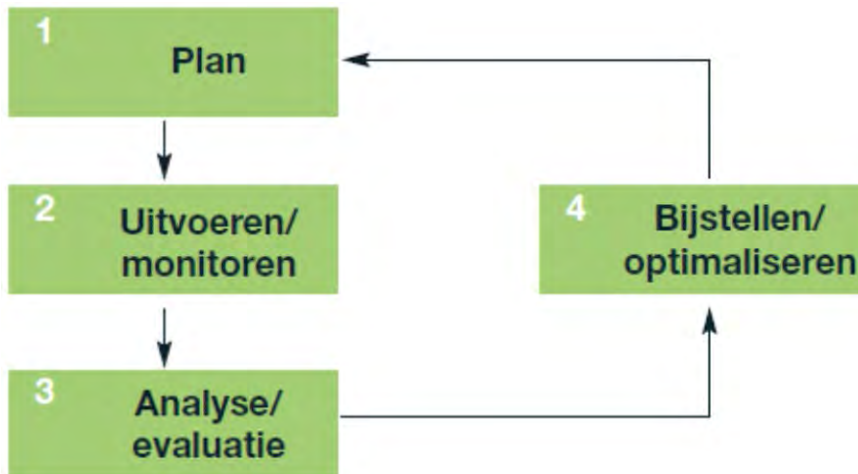 1
Plan
2
Uitvoeren/
monitoren
3
Analyse/
evaluatie
4
Bijstellen/
optimaliseren